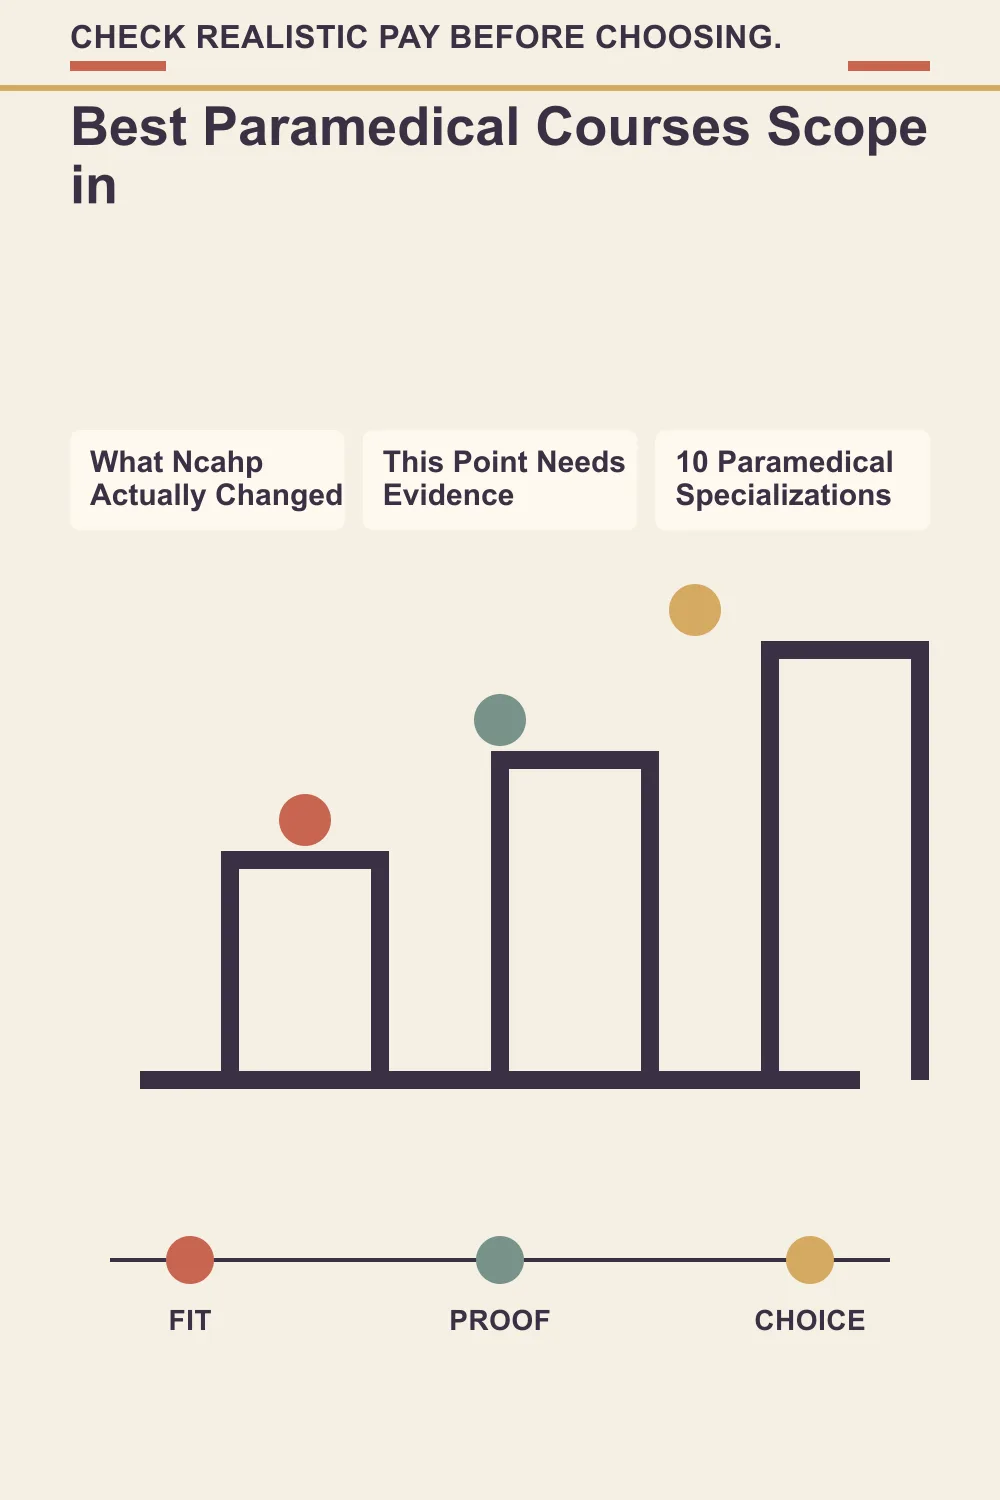 CHECK REALISTIC PAY BEFORE CHOOSING.
Best Paramedical Courses Scope
in
What Ncahp
Actually Changed
This Point Needs
Evidence
10 Paramedical
Specializations
FIT
PROOF
CHOICE